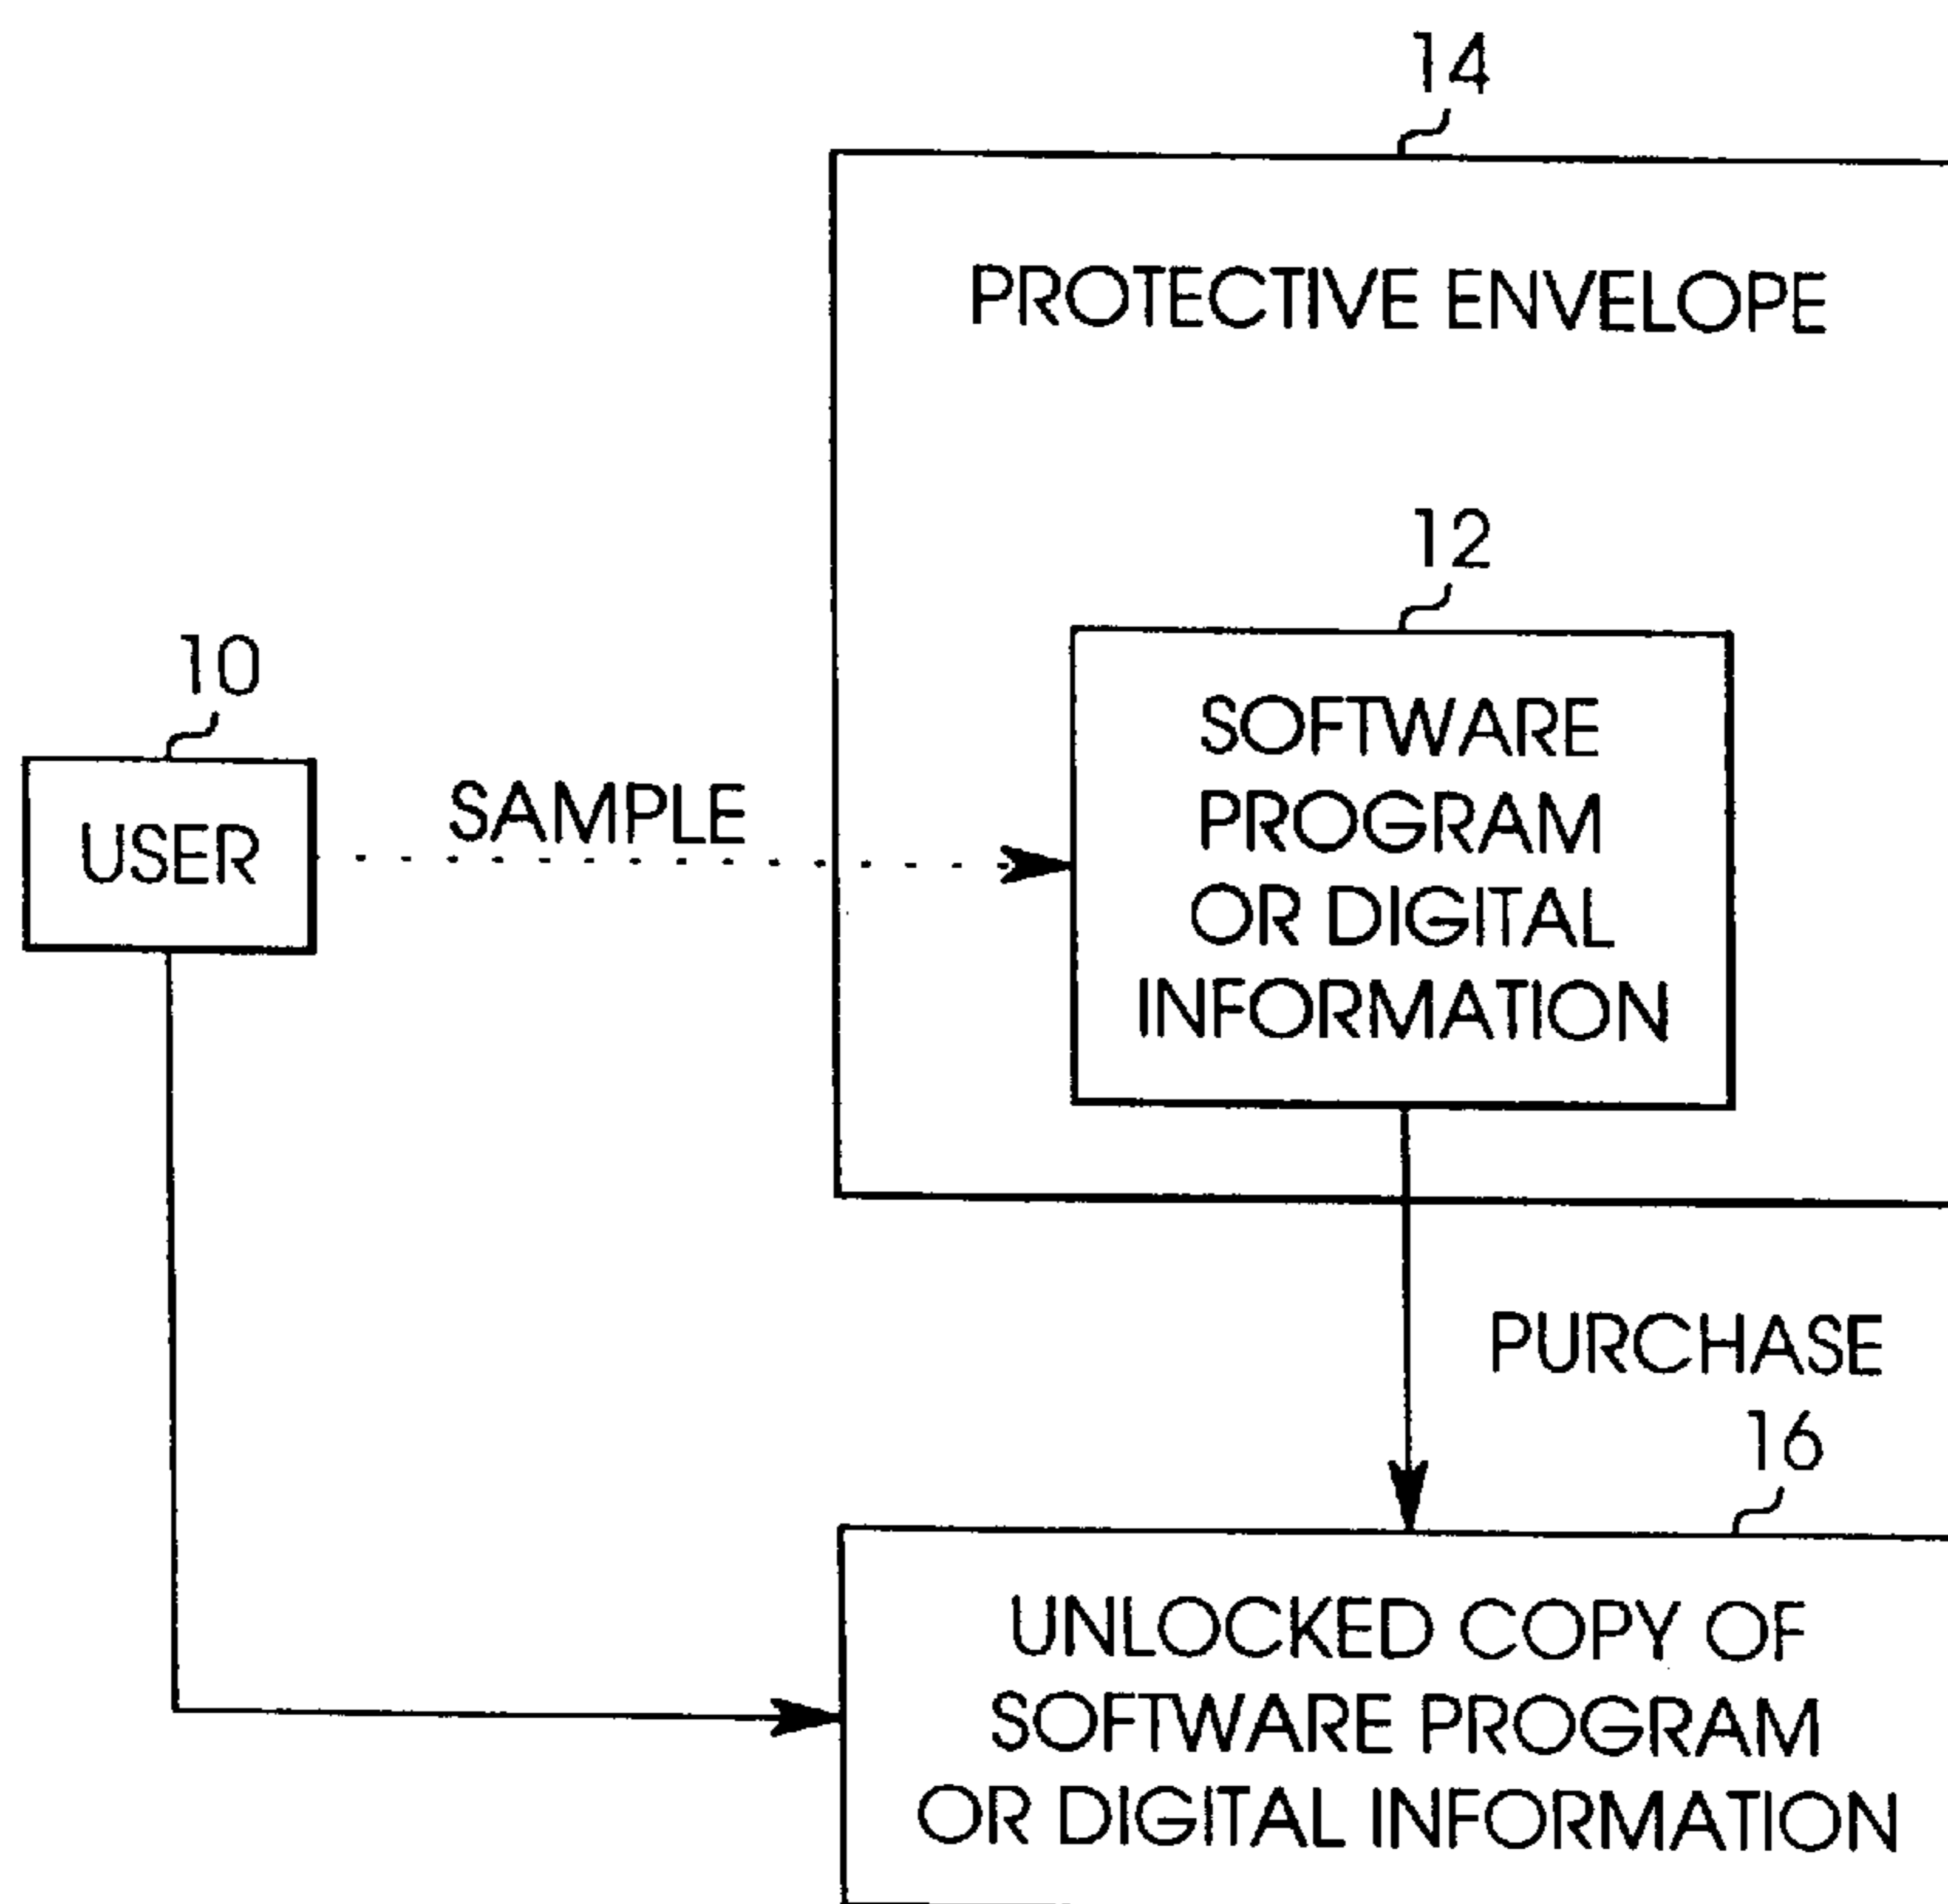 14
PROTECTIVE ENVELOPE
12
SOFTWARE
PROGRAM
OR DIGITAL
INFORMATION
10
USER
SAMPLE
PURCHASE
16
UNLOCKED COPY OF
SOFTWARE PROGRAM
OR DIGITAL INFORMATION